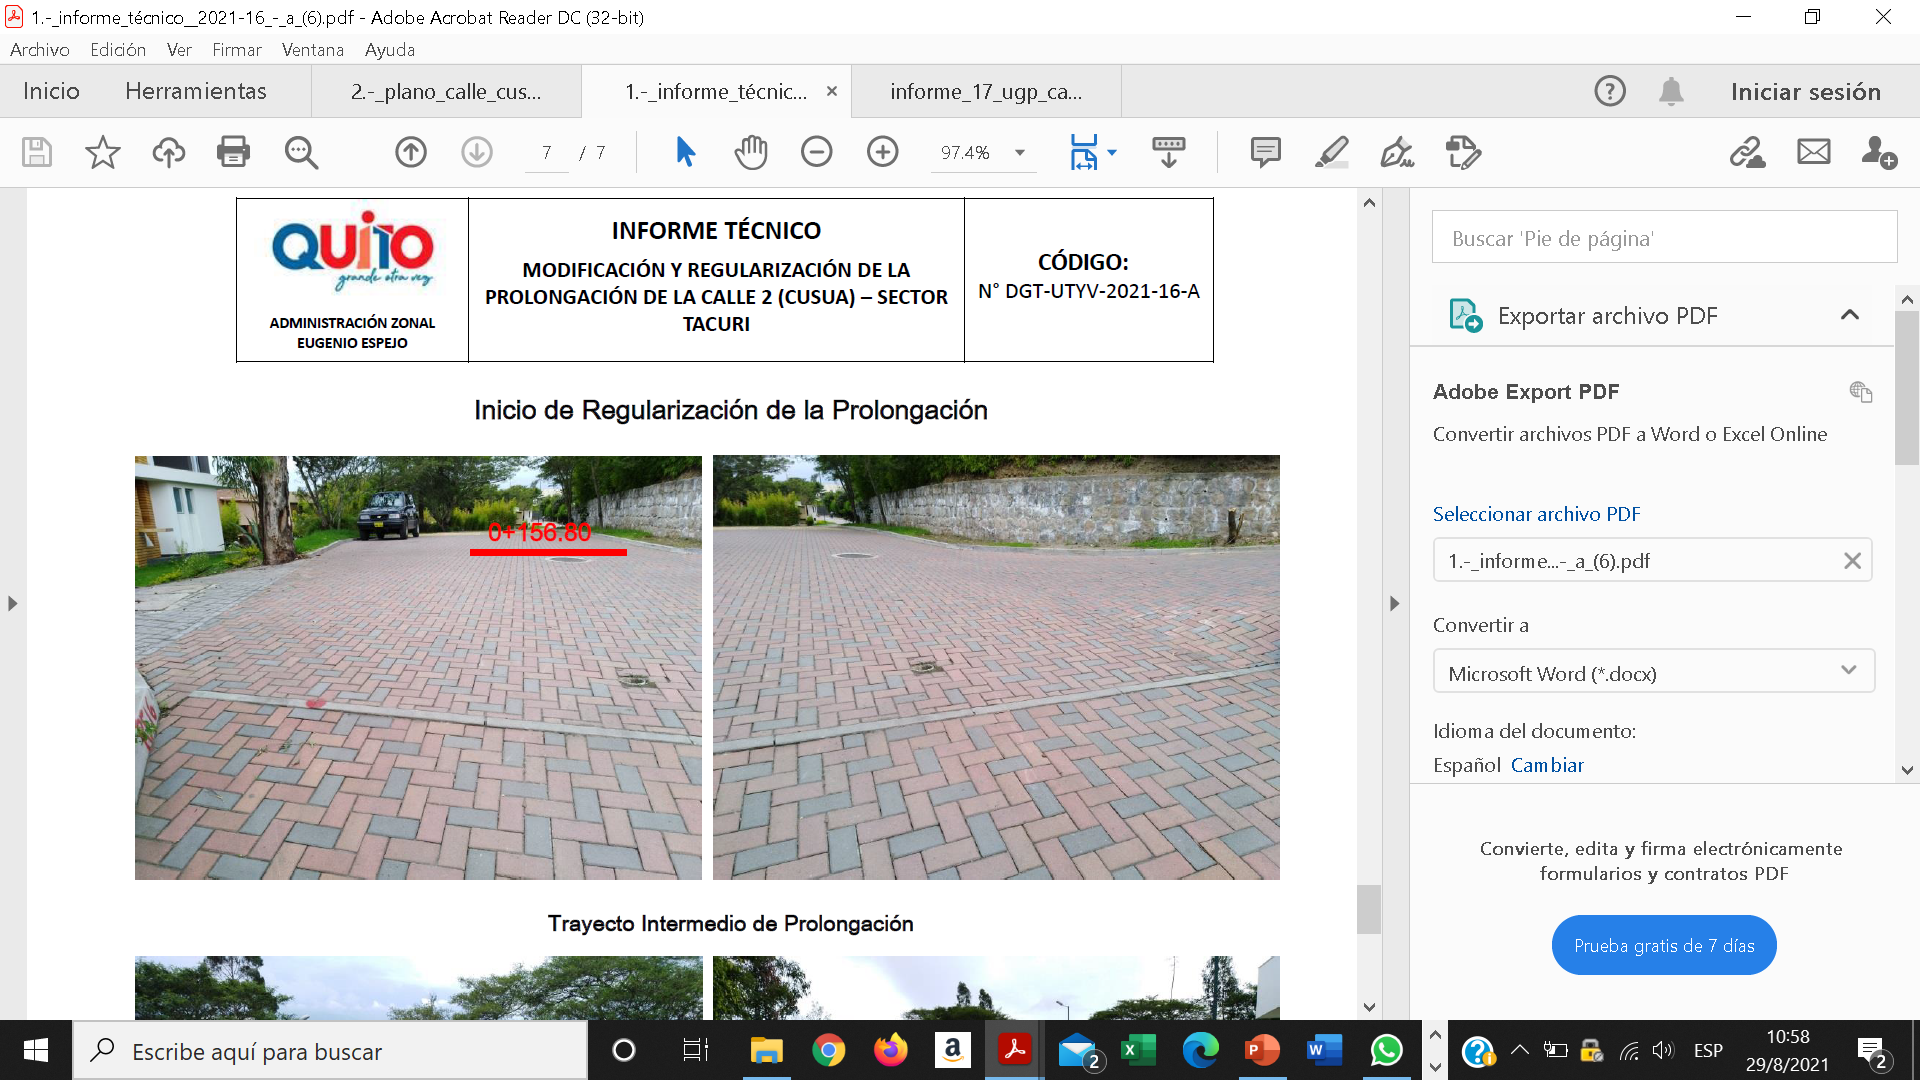 1.-_informe_técnico__2021-16_-_a_(6).pdf - Adobe Acrobat Reader DC (32-bit)
Archivo Edición Ver Firmar Ventana Ayuda
Inicio Herramientas 2.-_plano_calle_cus... 1.-_informe_técnic... informe_17_ugp_ca... Iniciar sesión
7 / 7 97.4%
QUITO
grande otra vez
ADMINISTRACIÓN ZONAL
EUGENIO ESPEJO
INFORME TÉCNICO
MODIFICACIÓN Y REGULARIZACIÓN DE LA
PROLONGACIÓN DE LA CALLE 2 (CUSUA) – SECTOR
TACURI
CÓDIGO:
N° DGT-UTYV-2021-16-A
Inicio de Regularización de la Prolongación
0+156.80
Trayecto Intermedio de Prolongación
Buscar 'Pie de página'
Exportar archivo PDF
Adobe Export PDF
Convertir archivos PDF a Word o Excel Online
Seleccionar archivo PDF
1.-_informe...-_a_(6).pdf
Convertir a
Microsoft Word (*.docx)
Idioma del documento:
Español Cambiar
Convierte, edita y firma electrónicamente
formularios y contratos PDF
Prueba gratis de 7 días
Escribe aquí para buscar
2
ESP
10:58
29/8/2021
2